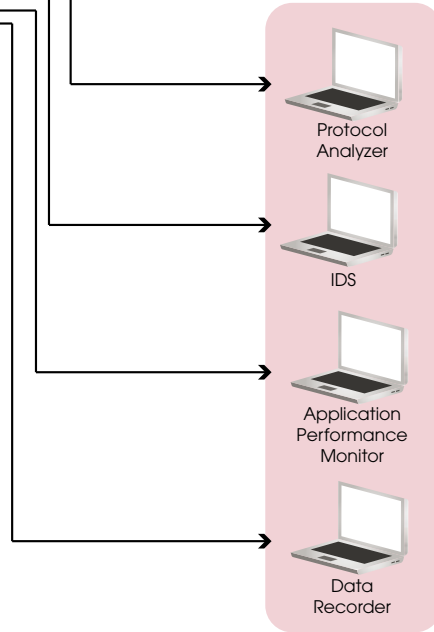 Protocol
Analyzer
IDS
Application
Performance
Monitor
Data
Recorder